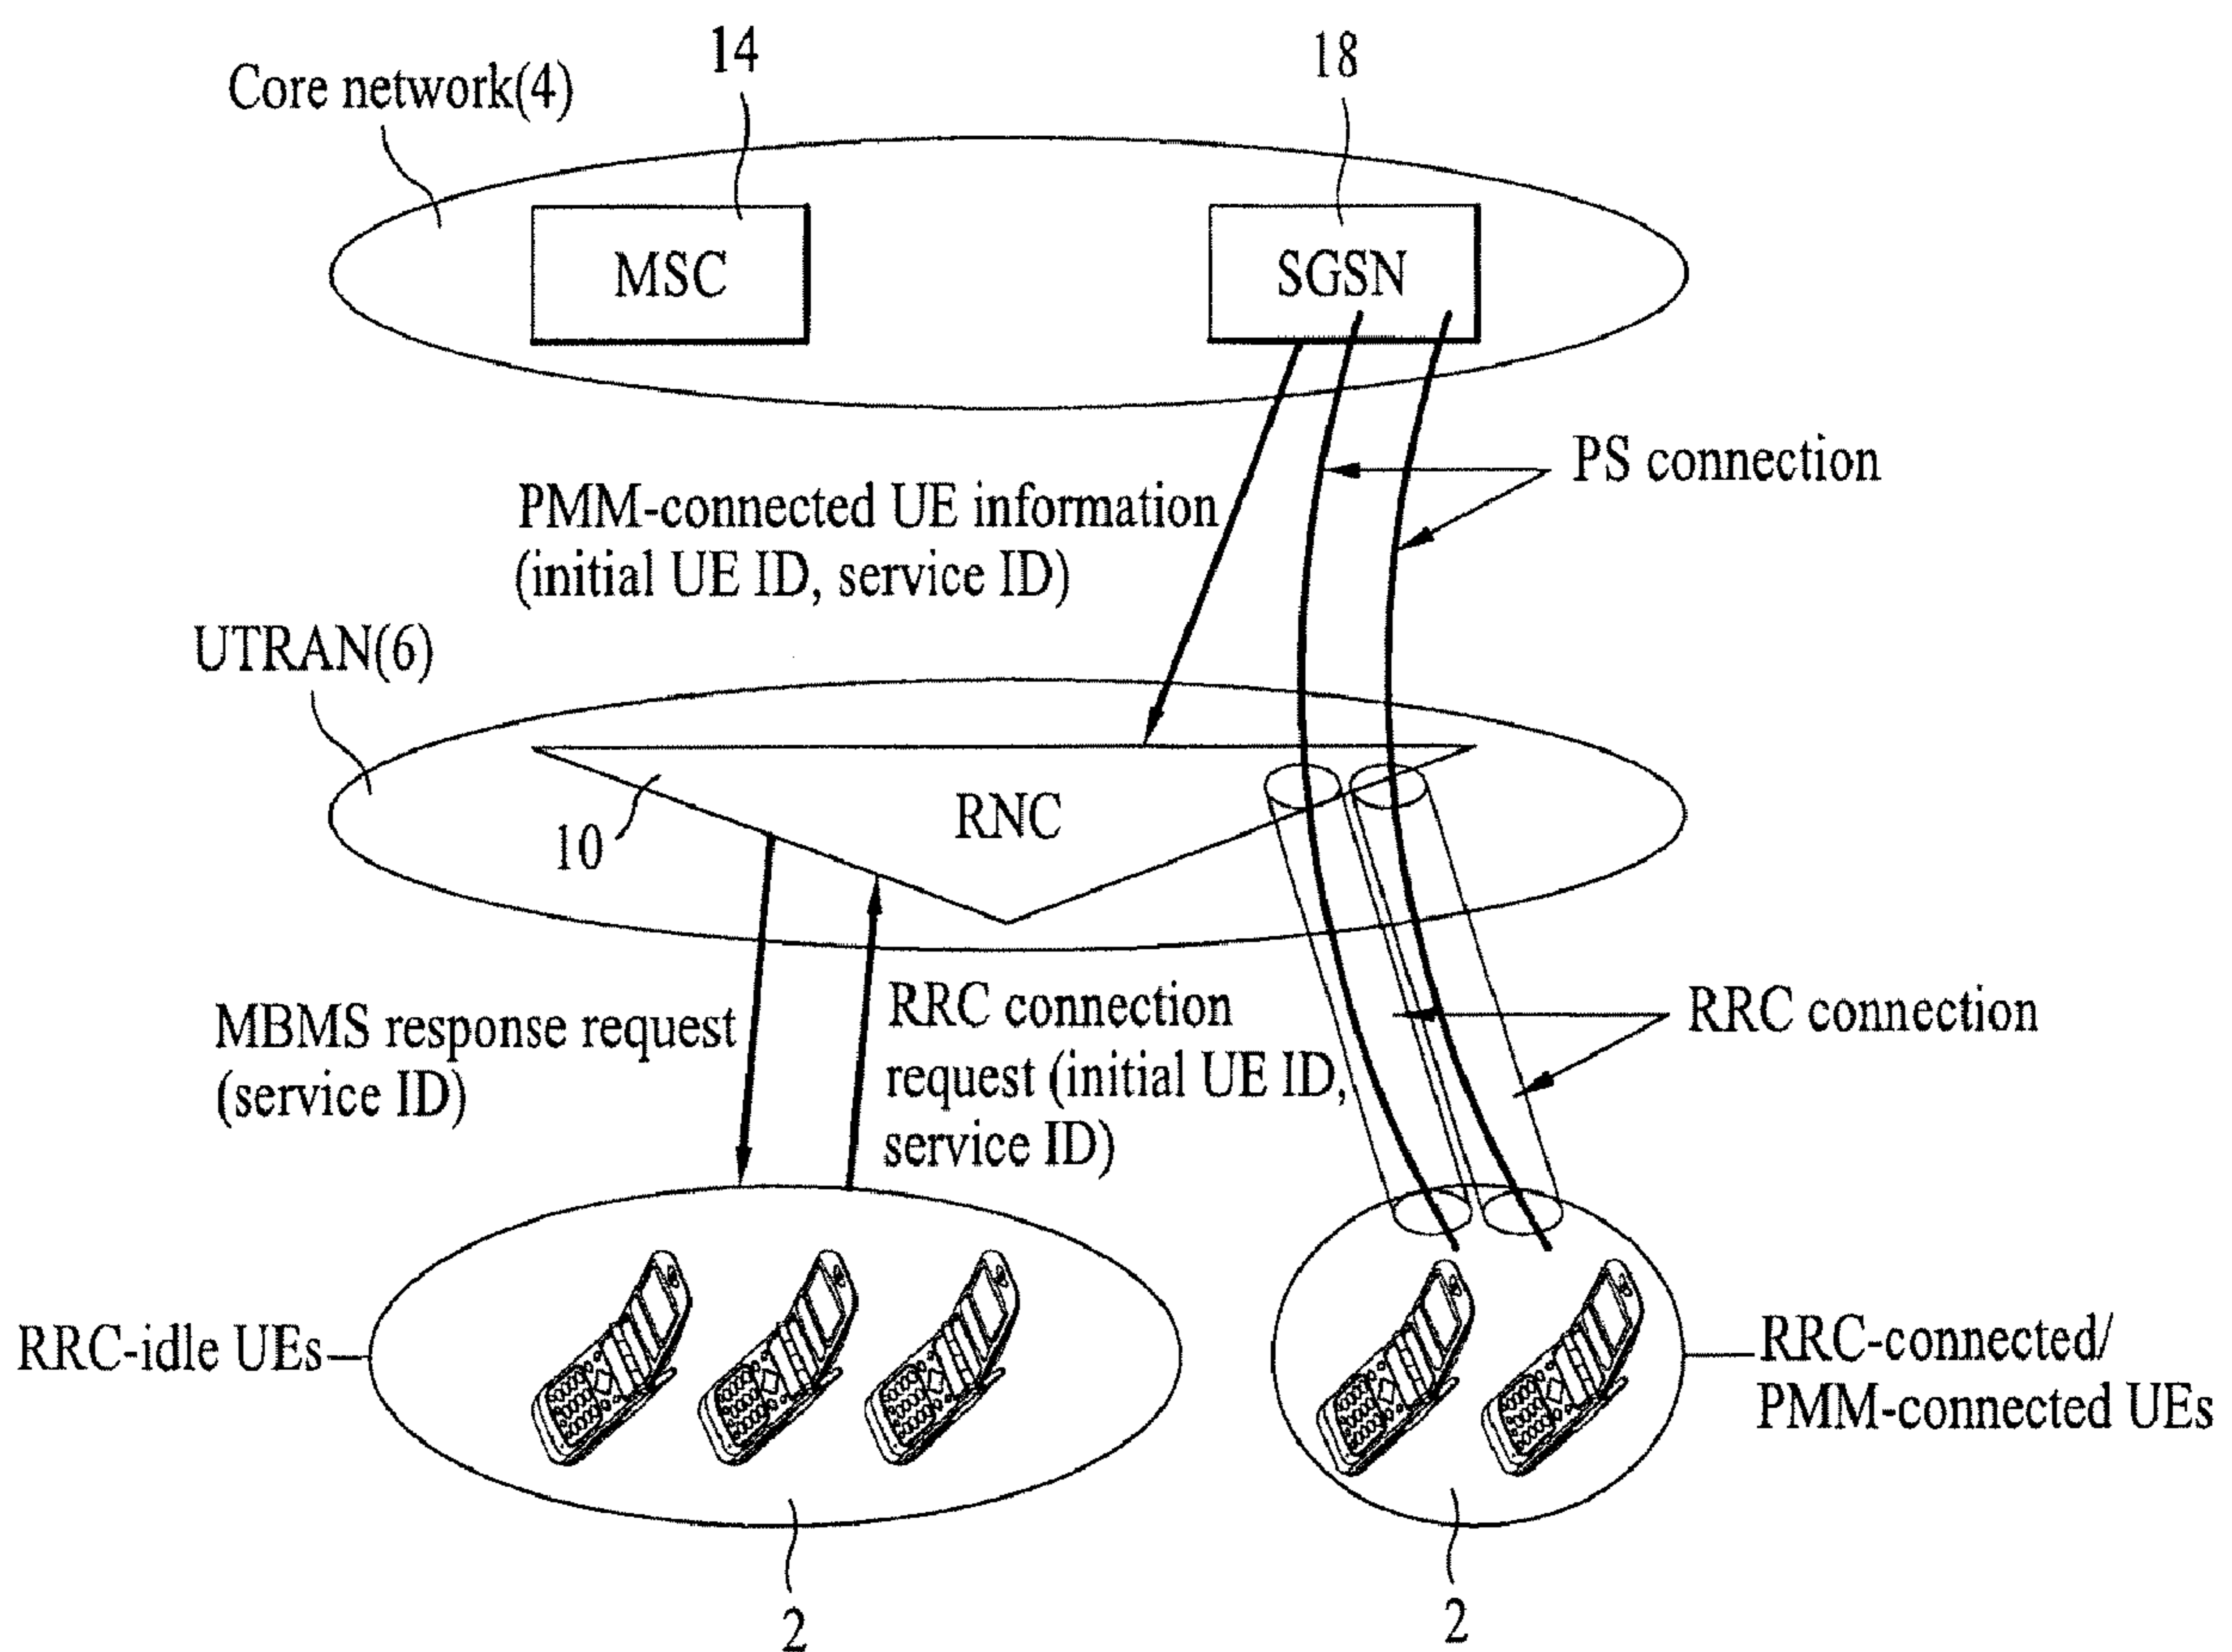 14
18
Core network(4)
MSC
SGSN
PS connection
PMM-connected UE information
(initial UE ID, service ID)
UTRAN(6)
10
RNC
MBMS response request
(service ID)
RRC connection
request (initial UE ID,
service ID)
RRC connection
RRC-idle UEs
RRC-connected/
PMM-connected UEs
2
2